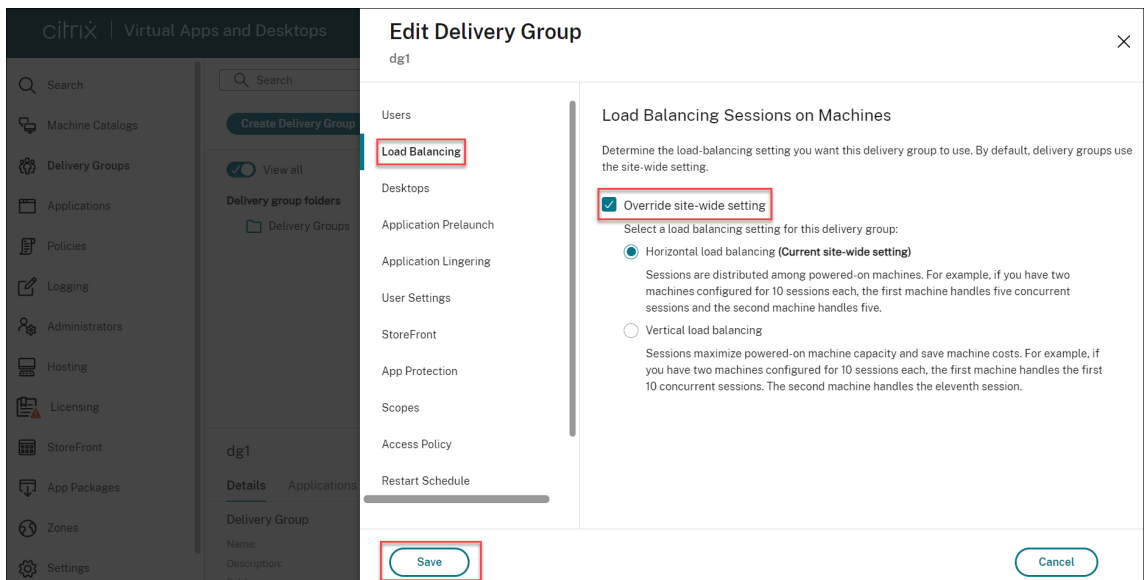 citrix | Virtual Apps and Desktops
Search
Machine Catalogs
Delivery Groups
Applications
Policies
Logging
Administrators
Hosting
Licensing
StoreFront
App Packages
Zones
Settings
Search
Create Delivery Group
View all
Delivery group folders
Delivery Groups
dg1
Details Applications
Delivery Group
Name:
Description:
Edit Delivery Group
dg1
Users
Load Balancing
Desktops
Application Prelaunch
Application Lingering
User Settings
StoreFront
App Protection
Scopes
Access Policy
Restart Schedule
Load Balancing Sessions on Machines
Determine the load-balancing setting you want this delivery group to use. By default, delivery groups use
the site-wide setting.
Override site-wide setting
Select a load balancing setting for this delivery group:
Horizontal load balancing (Current site-wide setting)
Sessions are distributed among powered-on machines. For example, if you have two
machines configured for 10 sessions each, the first machine handles five concurrent
sessions and the second machine handles five.
Vertical load balancing
Sessions maximize powered-on machine capacity and save machine costs. For example, if
you have two machines configured for 10 sessions each, the first machine handles the first
10 concurrent sessions. The second machine handles the eleventh session.
Save
Cancel